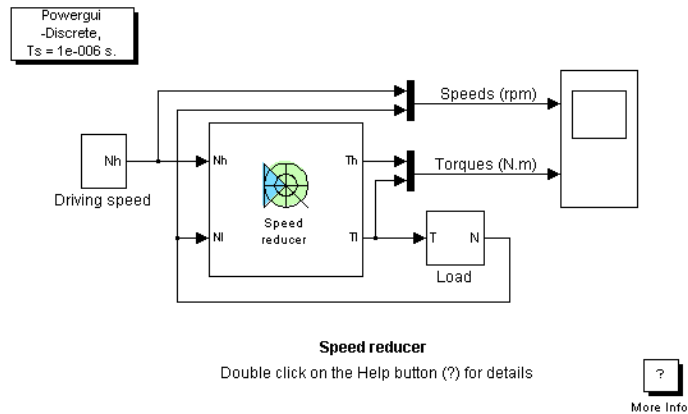 Powergui
-Discrete,
Ts = 1e-006 s.
Speeds (rpm)
Nh
Nh
Th
Torques (N.m)
Driving speed
Speed
reducer
Nl
Tl
T
N
Load
Speed reducer
Double click on the Help button (?) for details
?
More Info